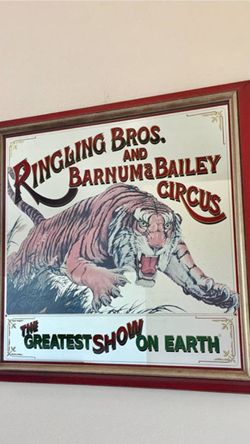 RINGLING BROS.
AND
BARNUM & BAILEY
CIRCUS
THE
GREATEST SHOW ON EARTH